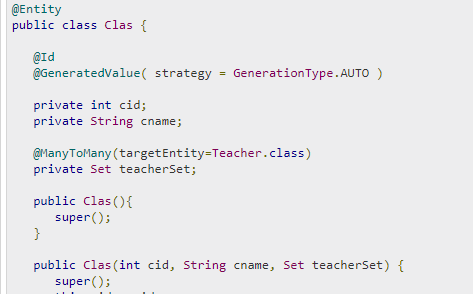 @Entity
public class Clas {
@Id
@GeneratedValue( strategy = GenerationType.AUTO )
private int cid;
private String cname;
@ManyToMany(targetEntity=Teacher.class)
private Set teacherSet;
public Clas(){
super();
}
public Clas(int cid, String cname, Set teacherSet) {
super();